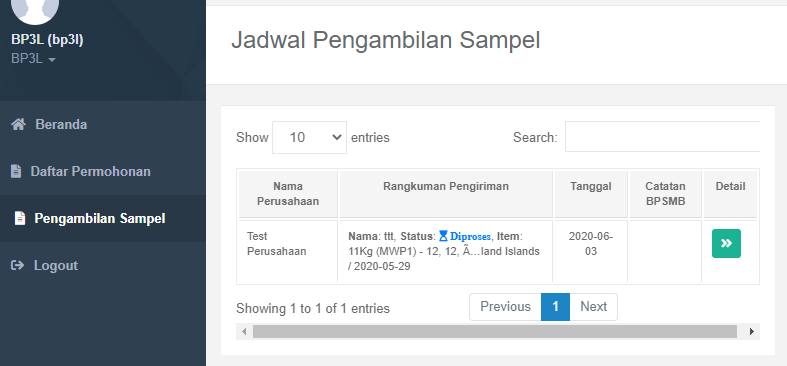 BP3L (bp3l)
BP3L
Beranda
Daftar Permohonan
Pengambilan Sampel
Logout
Jadwal Pengambilan Sampel
Show 10 entries
Search:
Nama
Perusahaan
Rangkuman Pengiriman
Tanggal
Catatan
BPSMB
Detail
Test
Perusahaan
Nama: ttt, Status: Diproses, Item:
11Kg (MWP1) - 12, 12, Ã…land Islands
/ 2020-05-29
2020-06-
03
Showing 1 to 1 of 1 entries
Previous 1 Next